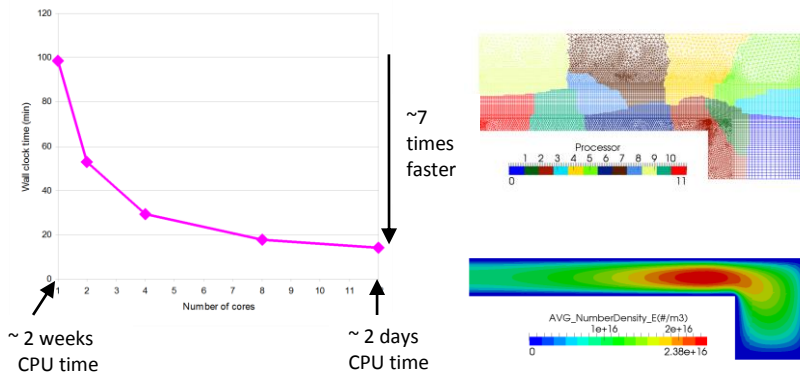 120
100
80
60
40
20
0
Wall clock time (min)
1 2 3 4 5 6 7 8 9 10 11
Number of cores
~7
times
faster
~ 2 weeks
CPU time
~ 2 days
CPU time
Processor
1 2 3 4 5 6 7 8 9 10
0 11
AVG_NumberDensity_E(#/m3)
1e+16 2e+16
0 2.38e+16